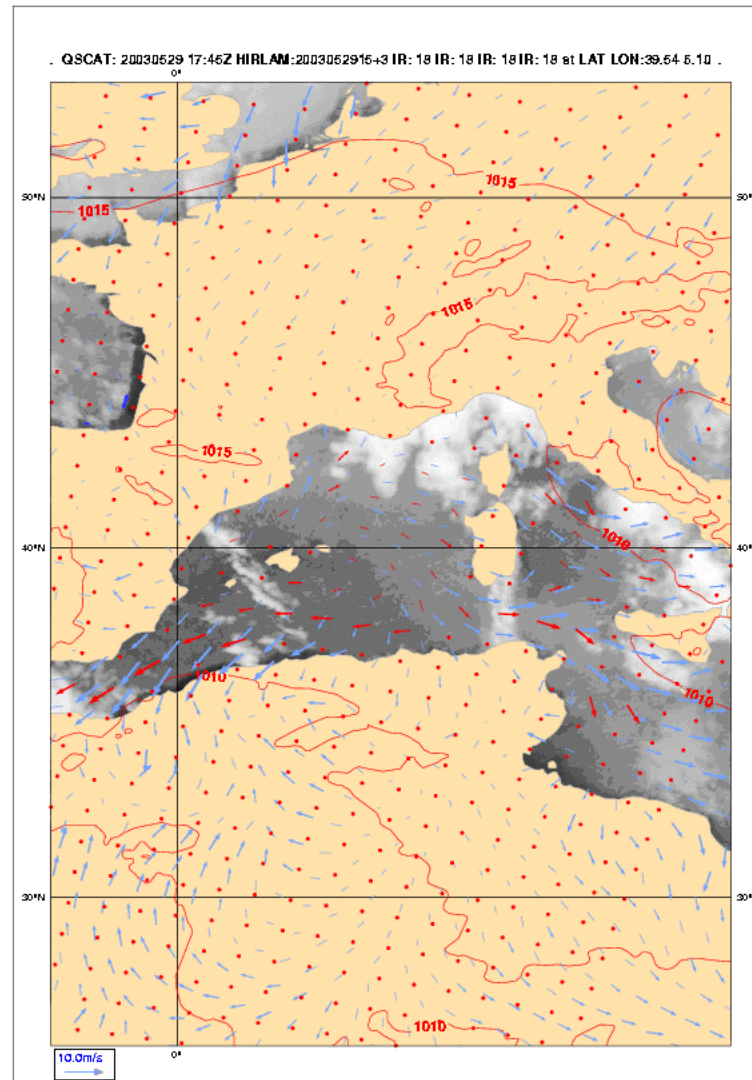 . QSCAT: 20030529 17:45Z HIRLAM:2003052915+3 IR: 18 IR: 18 IR: 18 IR: 18 at LAT LON:39.54 5.10 .
0°
50°N 1015 1015 50°N
1015
1015
40°N 1010 40°N
1010 1010
30°N 30°N
1010
0°
10.0m/s